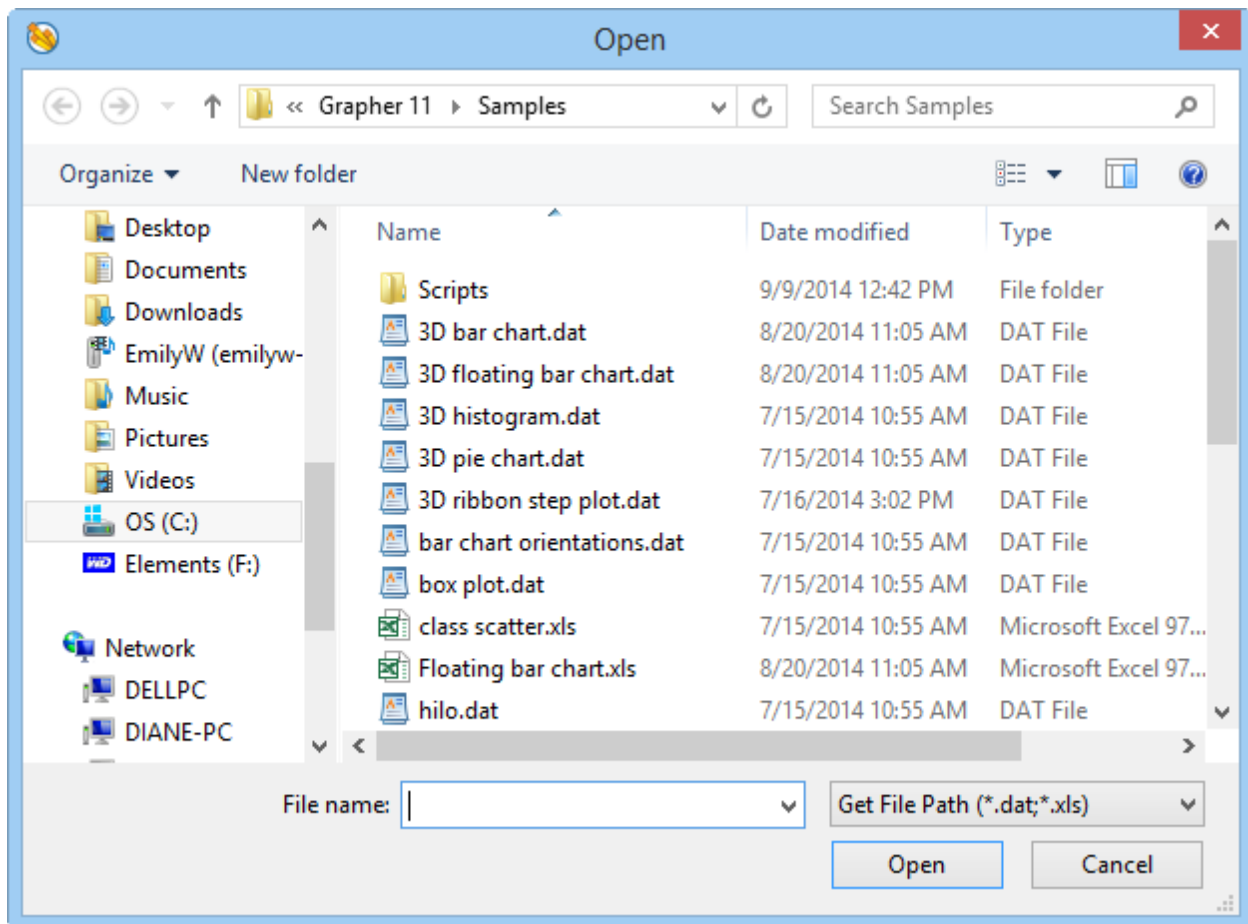 Open
« Grapher 11 Samples
Search Samples
Organize
New folder
Desktop
Documents
Downloads
EmilyW (emilyw-
Music
Pictures
Videos
OS (C:)
WD Elements (F:)
Network
DELLPC
DIANE-PC
Name Date modified Type
Scripts 9/9/2014 12:42 PM File folder
3D bar chart.dat 8/20/2014 11:05 AM DAT File
3D floating bar chart.dat 8/20/2014 11:05 AM DAT File
3D histogram.dat 7/15/2014 10:55 AM DAT File
3D pie chart.dat 7/15/2014 10:55 AM DAT File
3D ribbon step plot.dat 7/16/2014 3:02 PM DAT File
bar chart orientations.dat 7/15/2014 10:55 AM DAT File
box plot.dat 7/15/2014 10:55 AM DAT File
class scatter.xls 7/15/2014 10:55 AM Microsoft Excel 97...
Floating bar chart.xls 8/20/2014 11:05 AM Microsoft Excel 97...
hilo.dat 7/15/2014 10:55 AM DAT File
File name:
Get File Path (*.dat;*.xls)
Open
Cancel